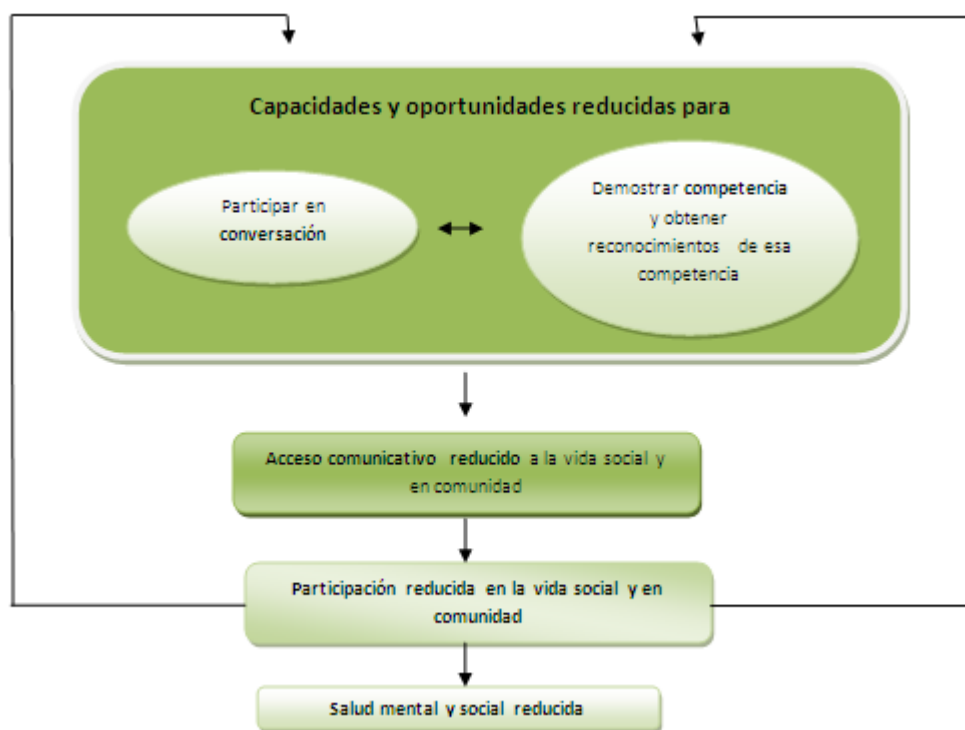 Capacidades y oportunidades reducidas para
Participar en
conversación
Demostrar competencia
y obtener
reconocimientos de esa
competencia
Acceso comunicativo reducido a la vida social y
en comunidad
Participación reducida en la vida social y en
comunidad
Salud mental y social reducida